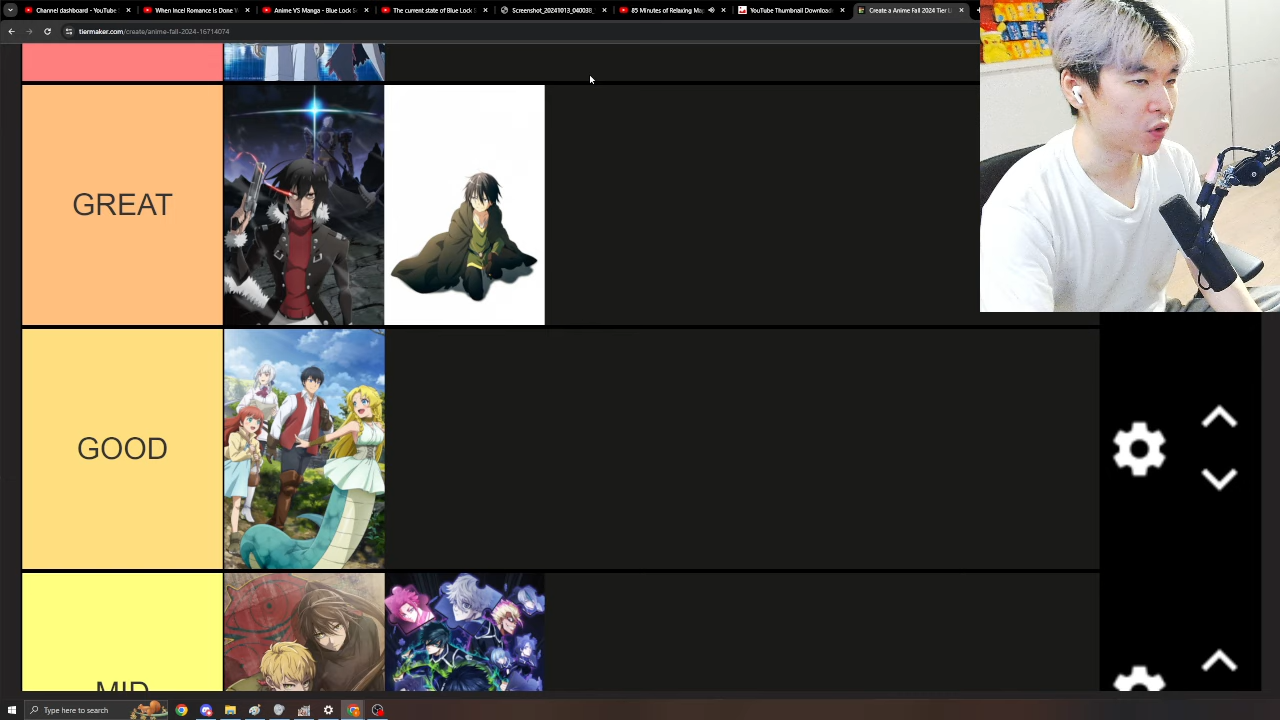 Channel dashboard - YouTube
When Incel Romance Is Done
Anime VS Manga - Blue Lock
The current state of Blue Lock
Screenshot_20241013_040038
85 Minutes of Relaxing
YouTube Thumbnail Download
Create a Anime Fall 2024 Tier L
tiermaker.com/create/anime-fall-2024-16714074
GREAT
GOOD
MID
Type here to search